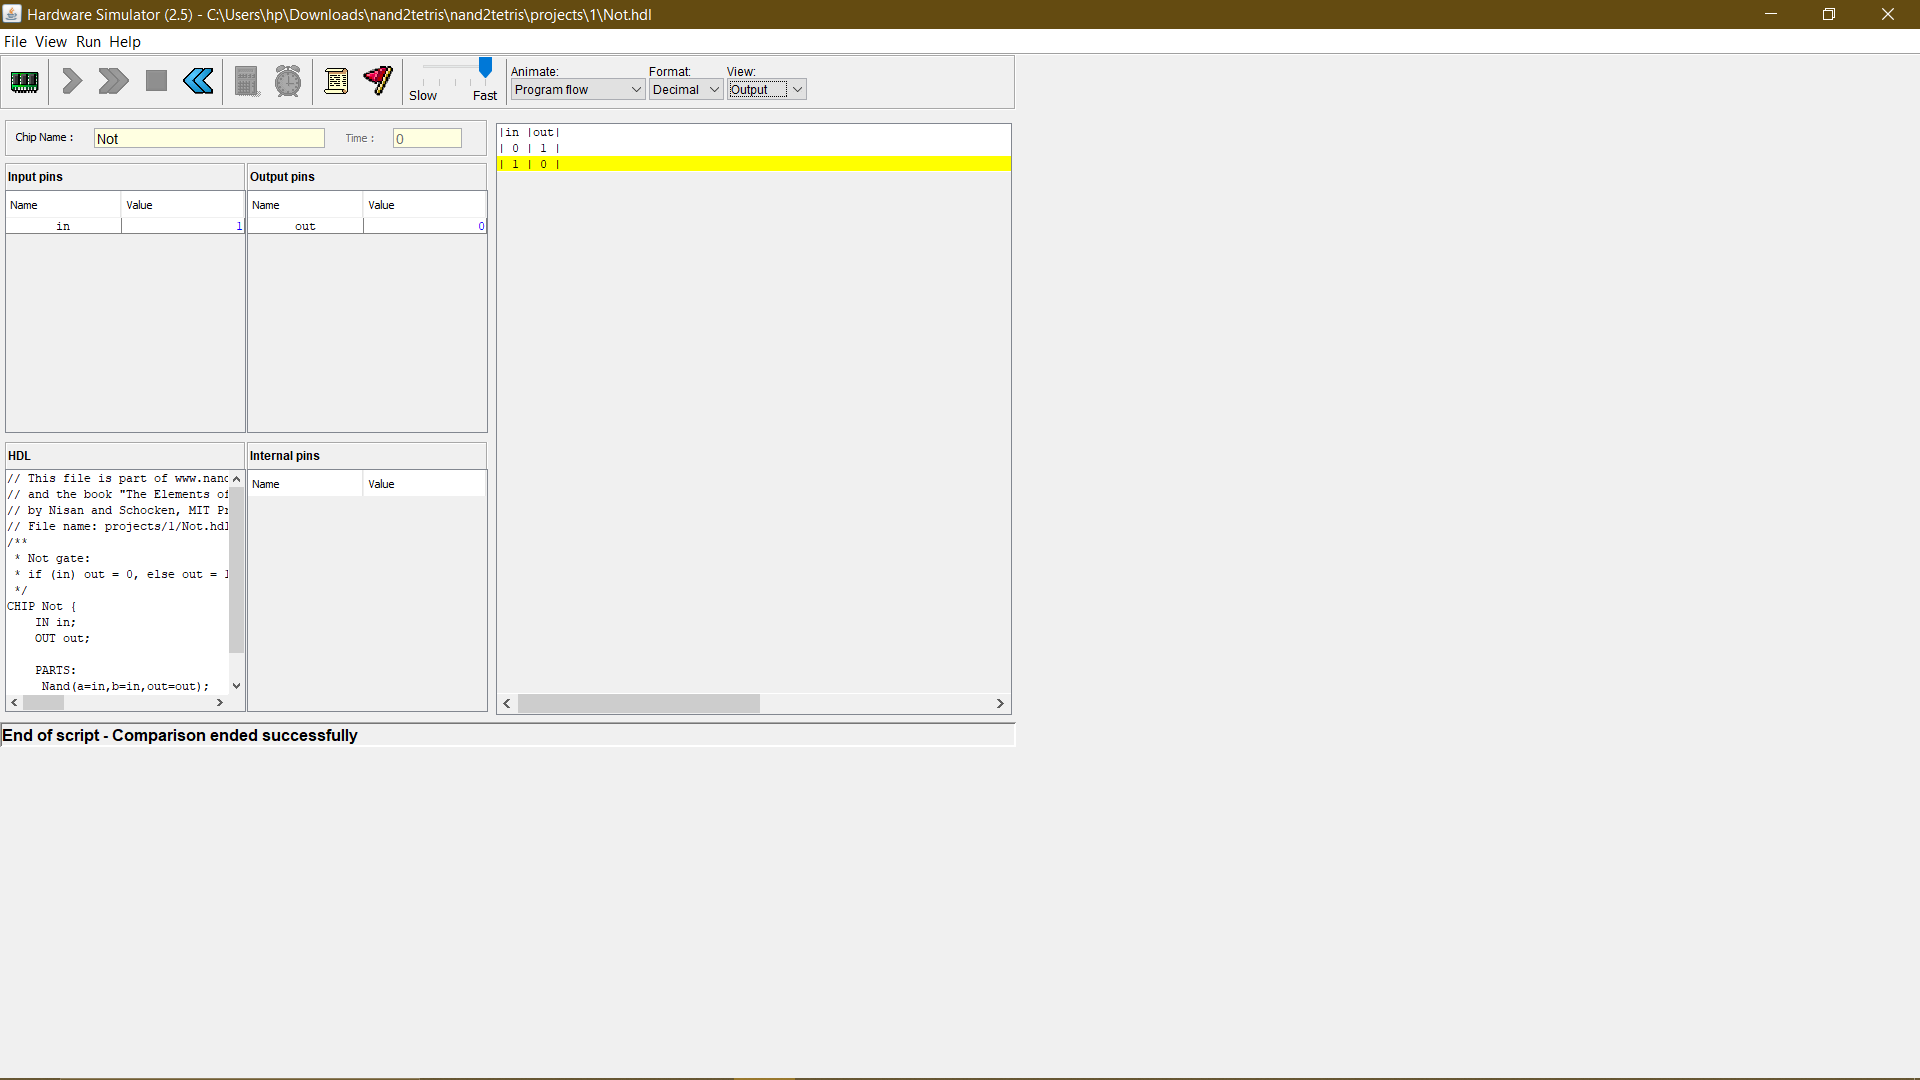 Hardware Simulator (2.5) - C:\Users\hp\Downloads\nand2tetris\nand2tetris\projects\1\Not.hdl
File View Run Help
Slow Fast
Animate: Format: View:
Program flow Decimal Output
Chip Name : Not Time : 0
Input pins
Name Value
in 1
Output pins
Name Value
out 0
HDL
// This file is part of www.nand
// and the book "The Elements of
// by Nisan and Schocken, MIT Pr
// File name: projects/1/Not.hdl
/**
* Not gate:
* if (in) out = 0, else out = 1
*/
CHIP Not {
IN in;
OUT out;
PARTS:
Nand(a=in,b=in,out=out);
Internal pins
Name Value
|in |out|
| 0 | 1 |
| 1 | 0 |
End of script - Comparison ended successfully